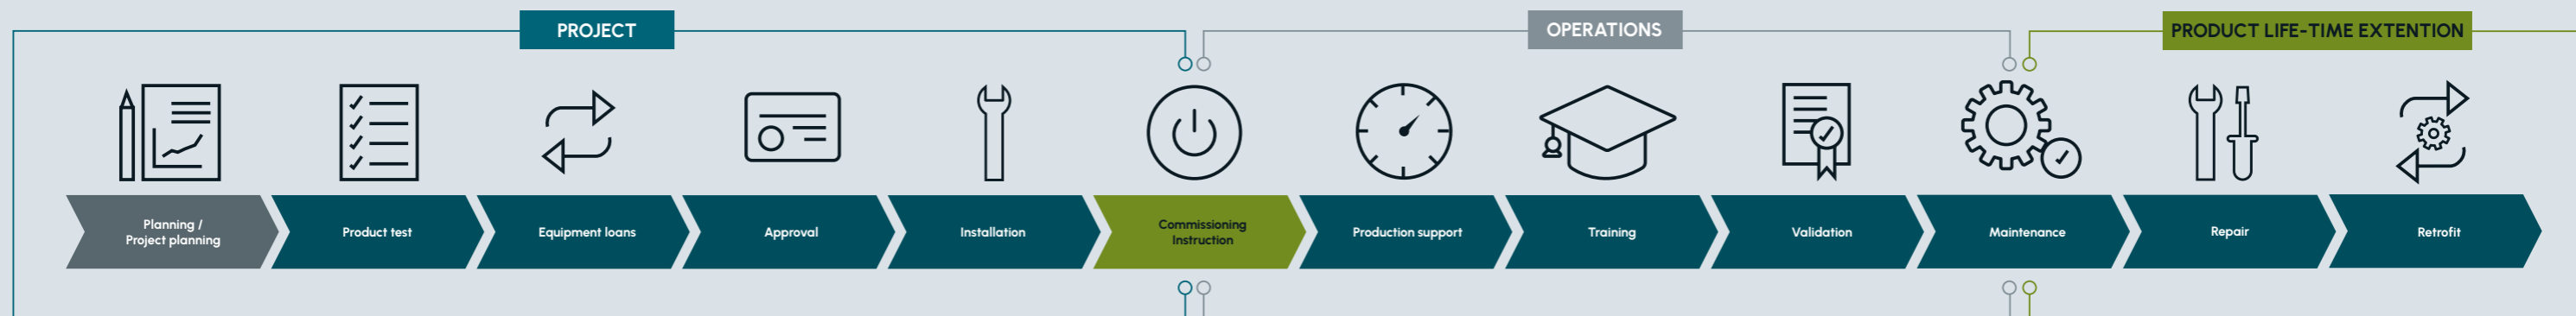 PROJECT
OPERATIONS
PRODUCT LIFE-TIME EXTENTION
Planning /
Project planning
Product test
Equipment loans
Approval
Installation
Commissioning
Instruction
Production support
Training
Validation
Maintenance
Repair
Retrofit